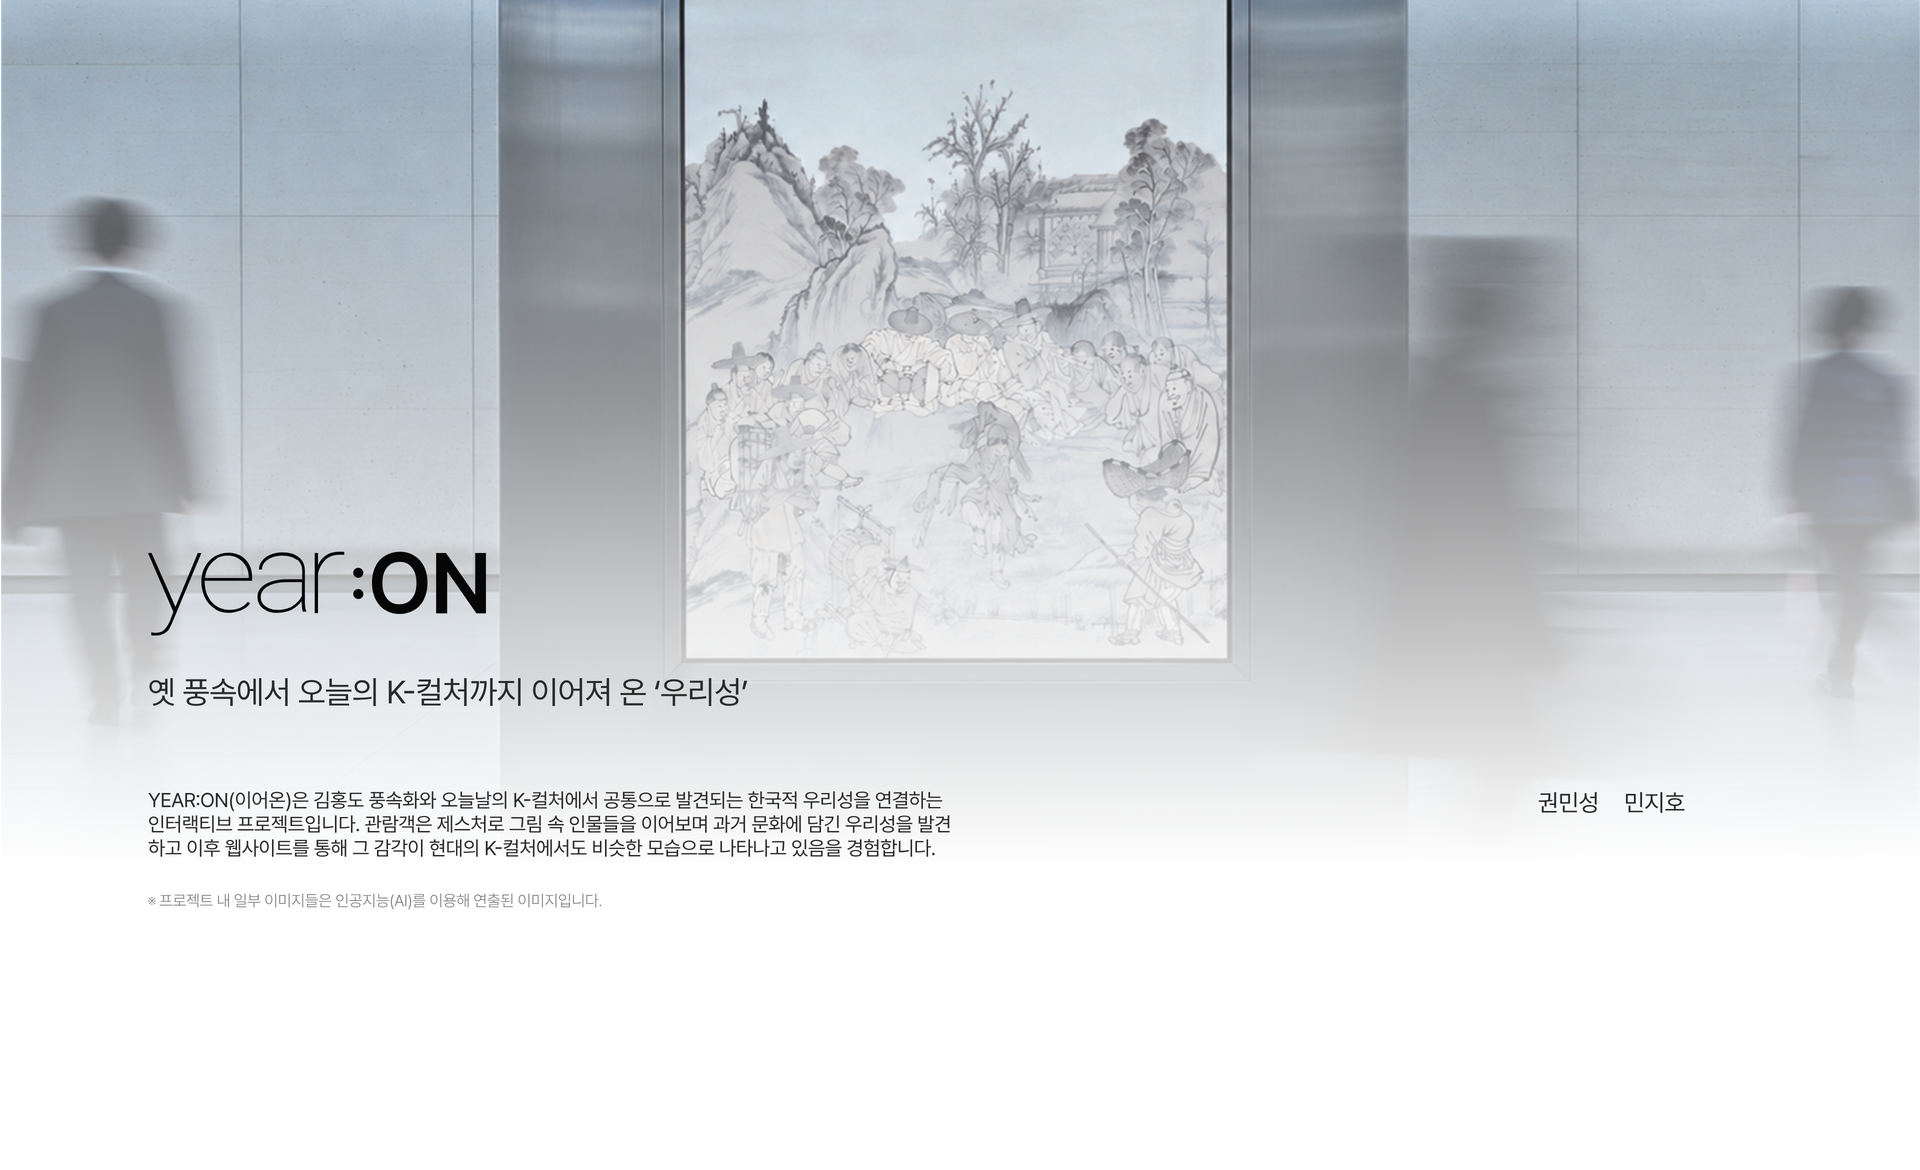 year:ON
옛 풍속에서 오늘의 K-컬처까지 이어져 온 ‘우리성’
YEAR:ON(이어온)은 김홍도 풍속화와 오늘날의 K-컬처에서 공통으로 발견되는 한국적 우리성을 연결하는
인터랙티브 프로젝트입니다. 관람객은 제스처로 그림 속 인물들을 이어보며 과거 문화에 담긴 우리성을 발견
하고 이후 웹사이트를 통해 그 감각이 현대의 K-컬처에서도 비슷한 모습으로 나타나고 있음을 경험합니다.
권민성 민지호
※ 프로젝트 내 일부 이미지들은 인공지능(AI)를 이용해 연출된 이미지입니다.